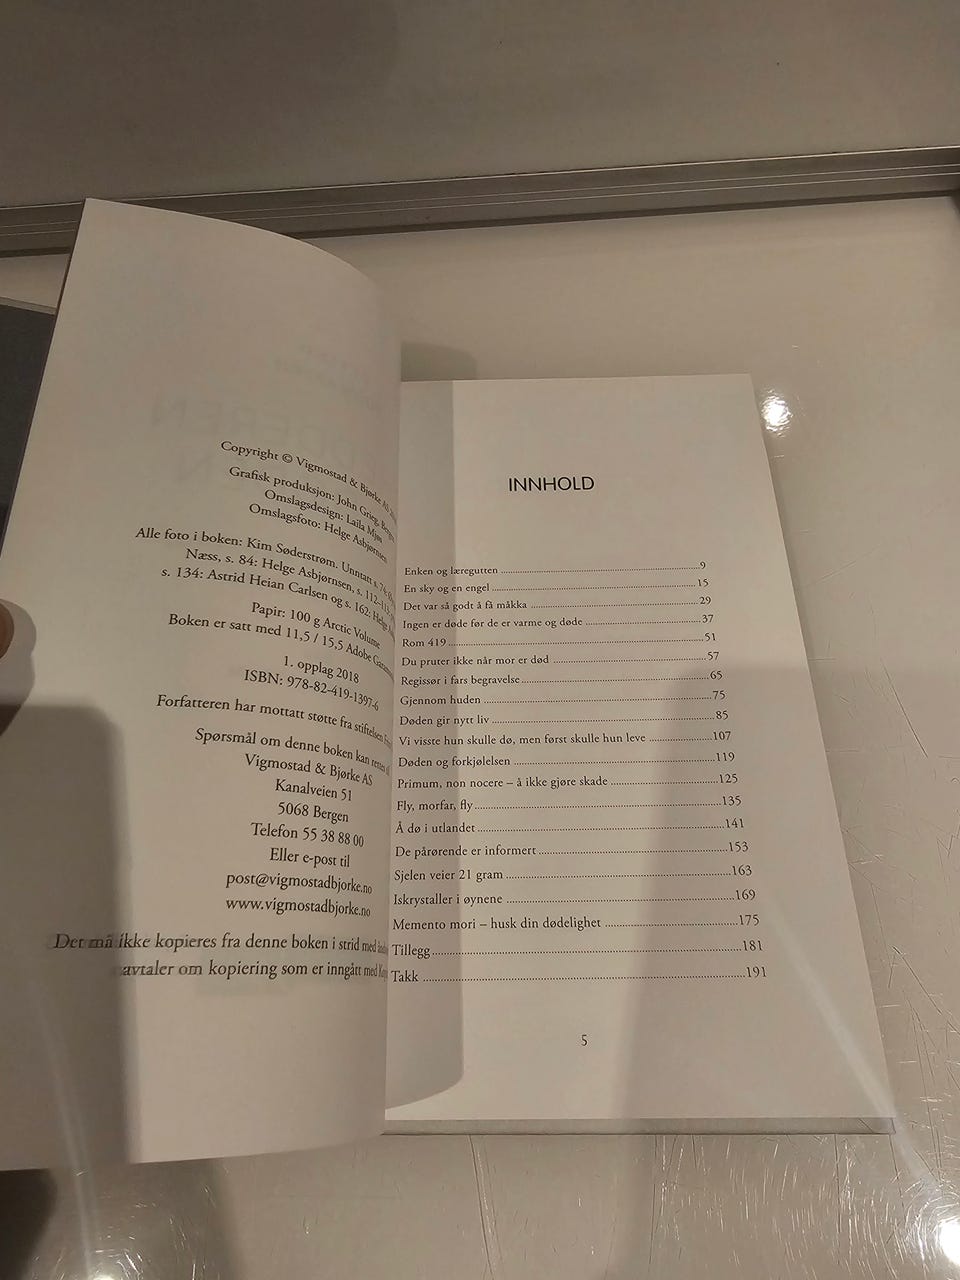 Copyright © Vigmostad & Bjørke AS
Grafisk produksjon: John Grieg, Bergen
Omslagsdesign: Laila Mjøs
Omslagsfoto: Helge Asbjørnsen
Alle foto i boken: Kim Søderstrøm. Unntatt s. 74:
Næss, s. 84: Helge Asbjørnsen, s. 112–113:
s. 134: Astrid Heian Carlsen og s. 162: Helge
Papir: 100 g Arctic Volume
Boken er satt med 11,5 / 15,5 Adobe
1. opplag 2018
ISBN: 978-82-419-1397-6
Forfatteren har mottatt støtte fra stiftelsen
Spørsmål om denne boken kan rettes til
Vigmostad & Bjørke AS
Kanalveien 51
5068 Bergen
Telefon 55 38 88 00
Eller e-post til
post@vigmostadbjorke.no
www.vigmostadbjorke.no
Det må ikke kopieres fra denne boken i strid med
avtaler om kopiering som er inngått med
INNHOLD
Enken og læregutten 9
En sky og en engel 15
Det var så godt å få måkka 29
Ingen er døde før de er varme og døde 37
Rom 419 51
Du pruter ikke når mor er død 57
Regissør i fars begravelse 65
Gjennom huden 75
Døden gir nytt liv 85
Vi visste hun skulle dø, men først skulle hun leve 107
Døden og forkjølelsen 119
Primum, non nocere – å ikke gjøre skade 125
Fly, morfar, fly 135
Å dø i utlandet 141
De pårørende er informert 153
Sjelen veier 21 gram 163
Iskrystaller i øynene 169
Memento mori – husk din dødelighet 175
Tillegg 181
Takk 191
5